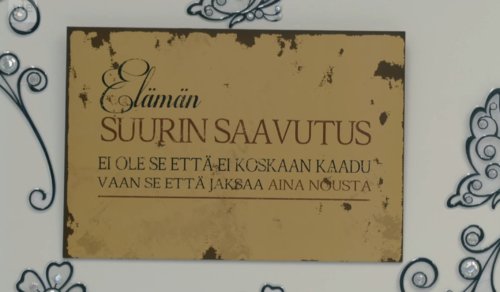 Elämän
SUURIN SAAVUTUS
EI OLE SE ETTÄ EI KOSKAAN KAADU
VAAN SE ETTÄ JAKSAA AINA NOUSTA